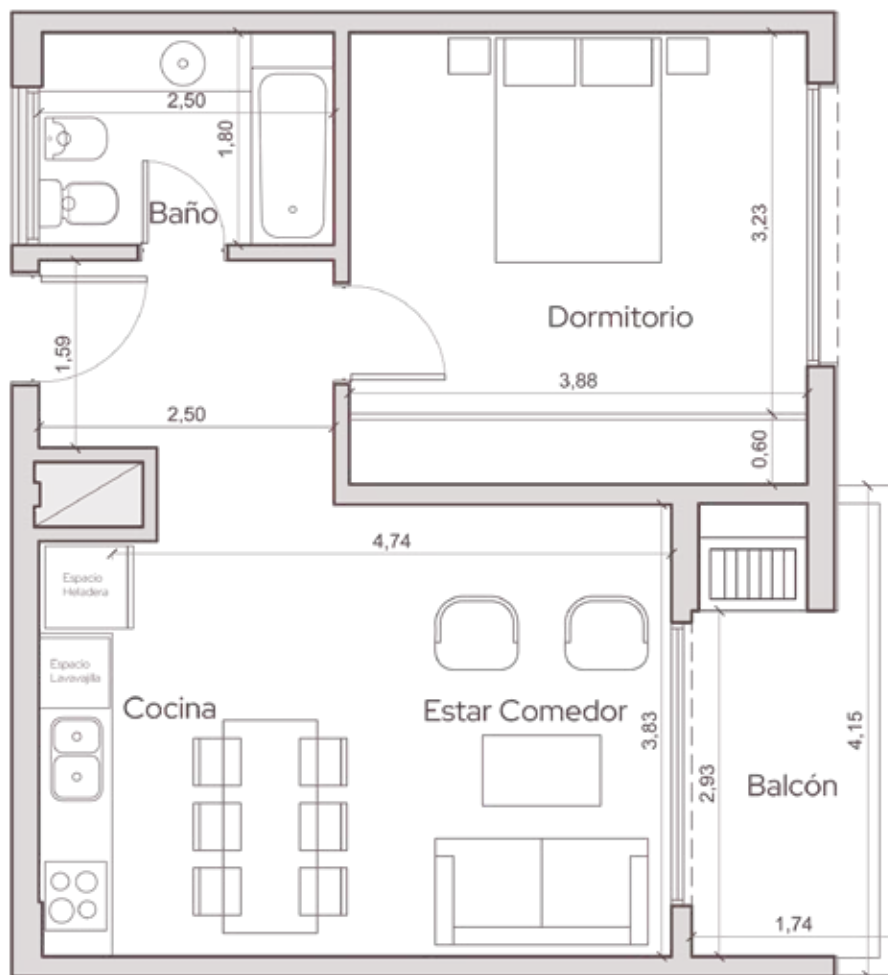 2,50
1,80
Baño
3,23
Dormitorio
1,59
3,88
2,50
0,60
4,74
Espacio
Heladera
Espacio
Lavavajilla
Cocina
Estar Comedor
3,83
2,93
4,15
Balcón
1,74